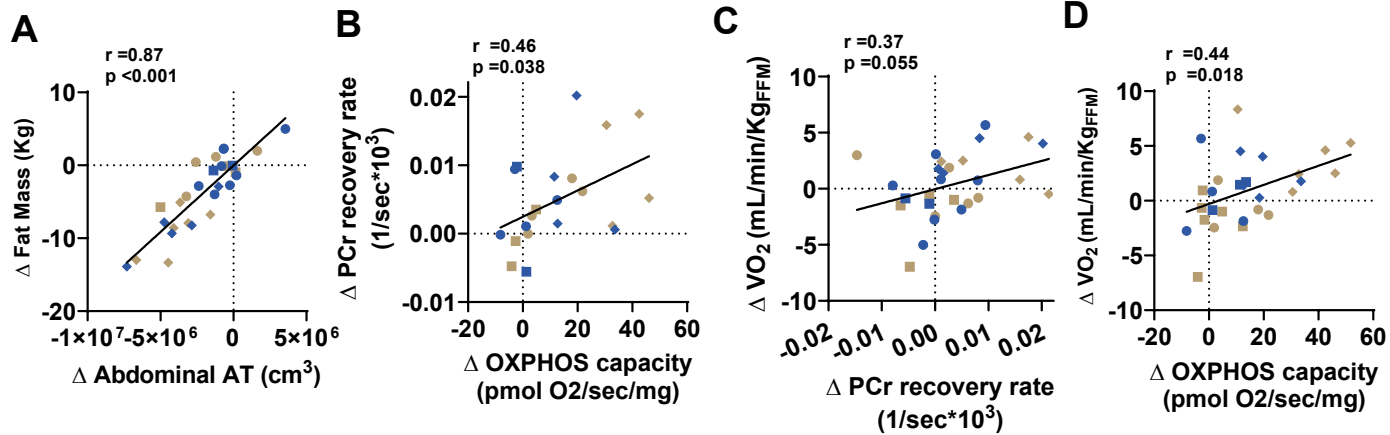 A
r =0.87
p <0.001
Δ Fat Mass (Kg)
10
0
-10
-20
-1×10⁷
-5×10⁶
0
5×10⁶
Δ Abdominal AT (cm³)
B
r =0.46
p =0.038
Δ PCr recovery rate
(1/sec*10³)
0.02
0.01
0.00
-0.01
-20
0
20
40
60
Δ OXPHOS capacity
(pmol O2/sec/mg)
C
r =0.37
p =0.055
Δ VO₂ (mL/min/Kg_FFM)
10
5
0
-5
-10
-0.02
-0.01
0.00
0.01
0.02
Δ PCr recovery rate
(1/sec*10³)
D
r =0.44
p =0.018
Δ VO₂ (mL/min/Kg_FFM)
10
5
0
-5
-10
-20
0
20
40
60
Δ OXPHOS capacity
(pmol O2/sec/mg)